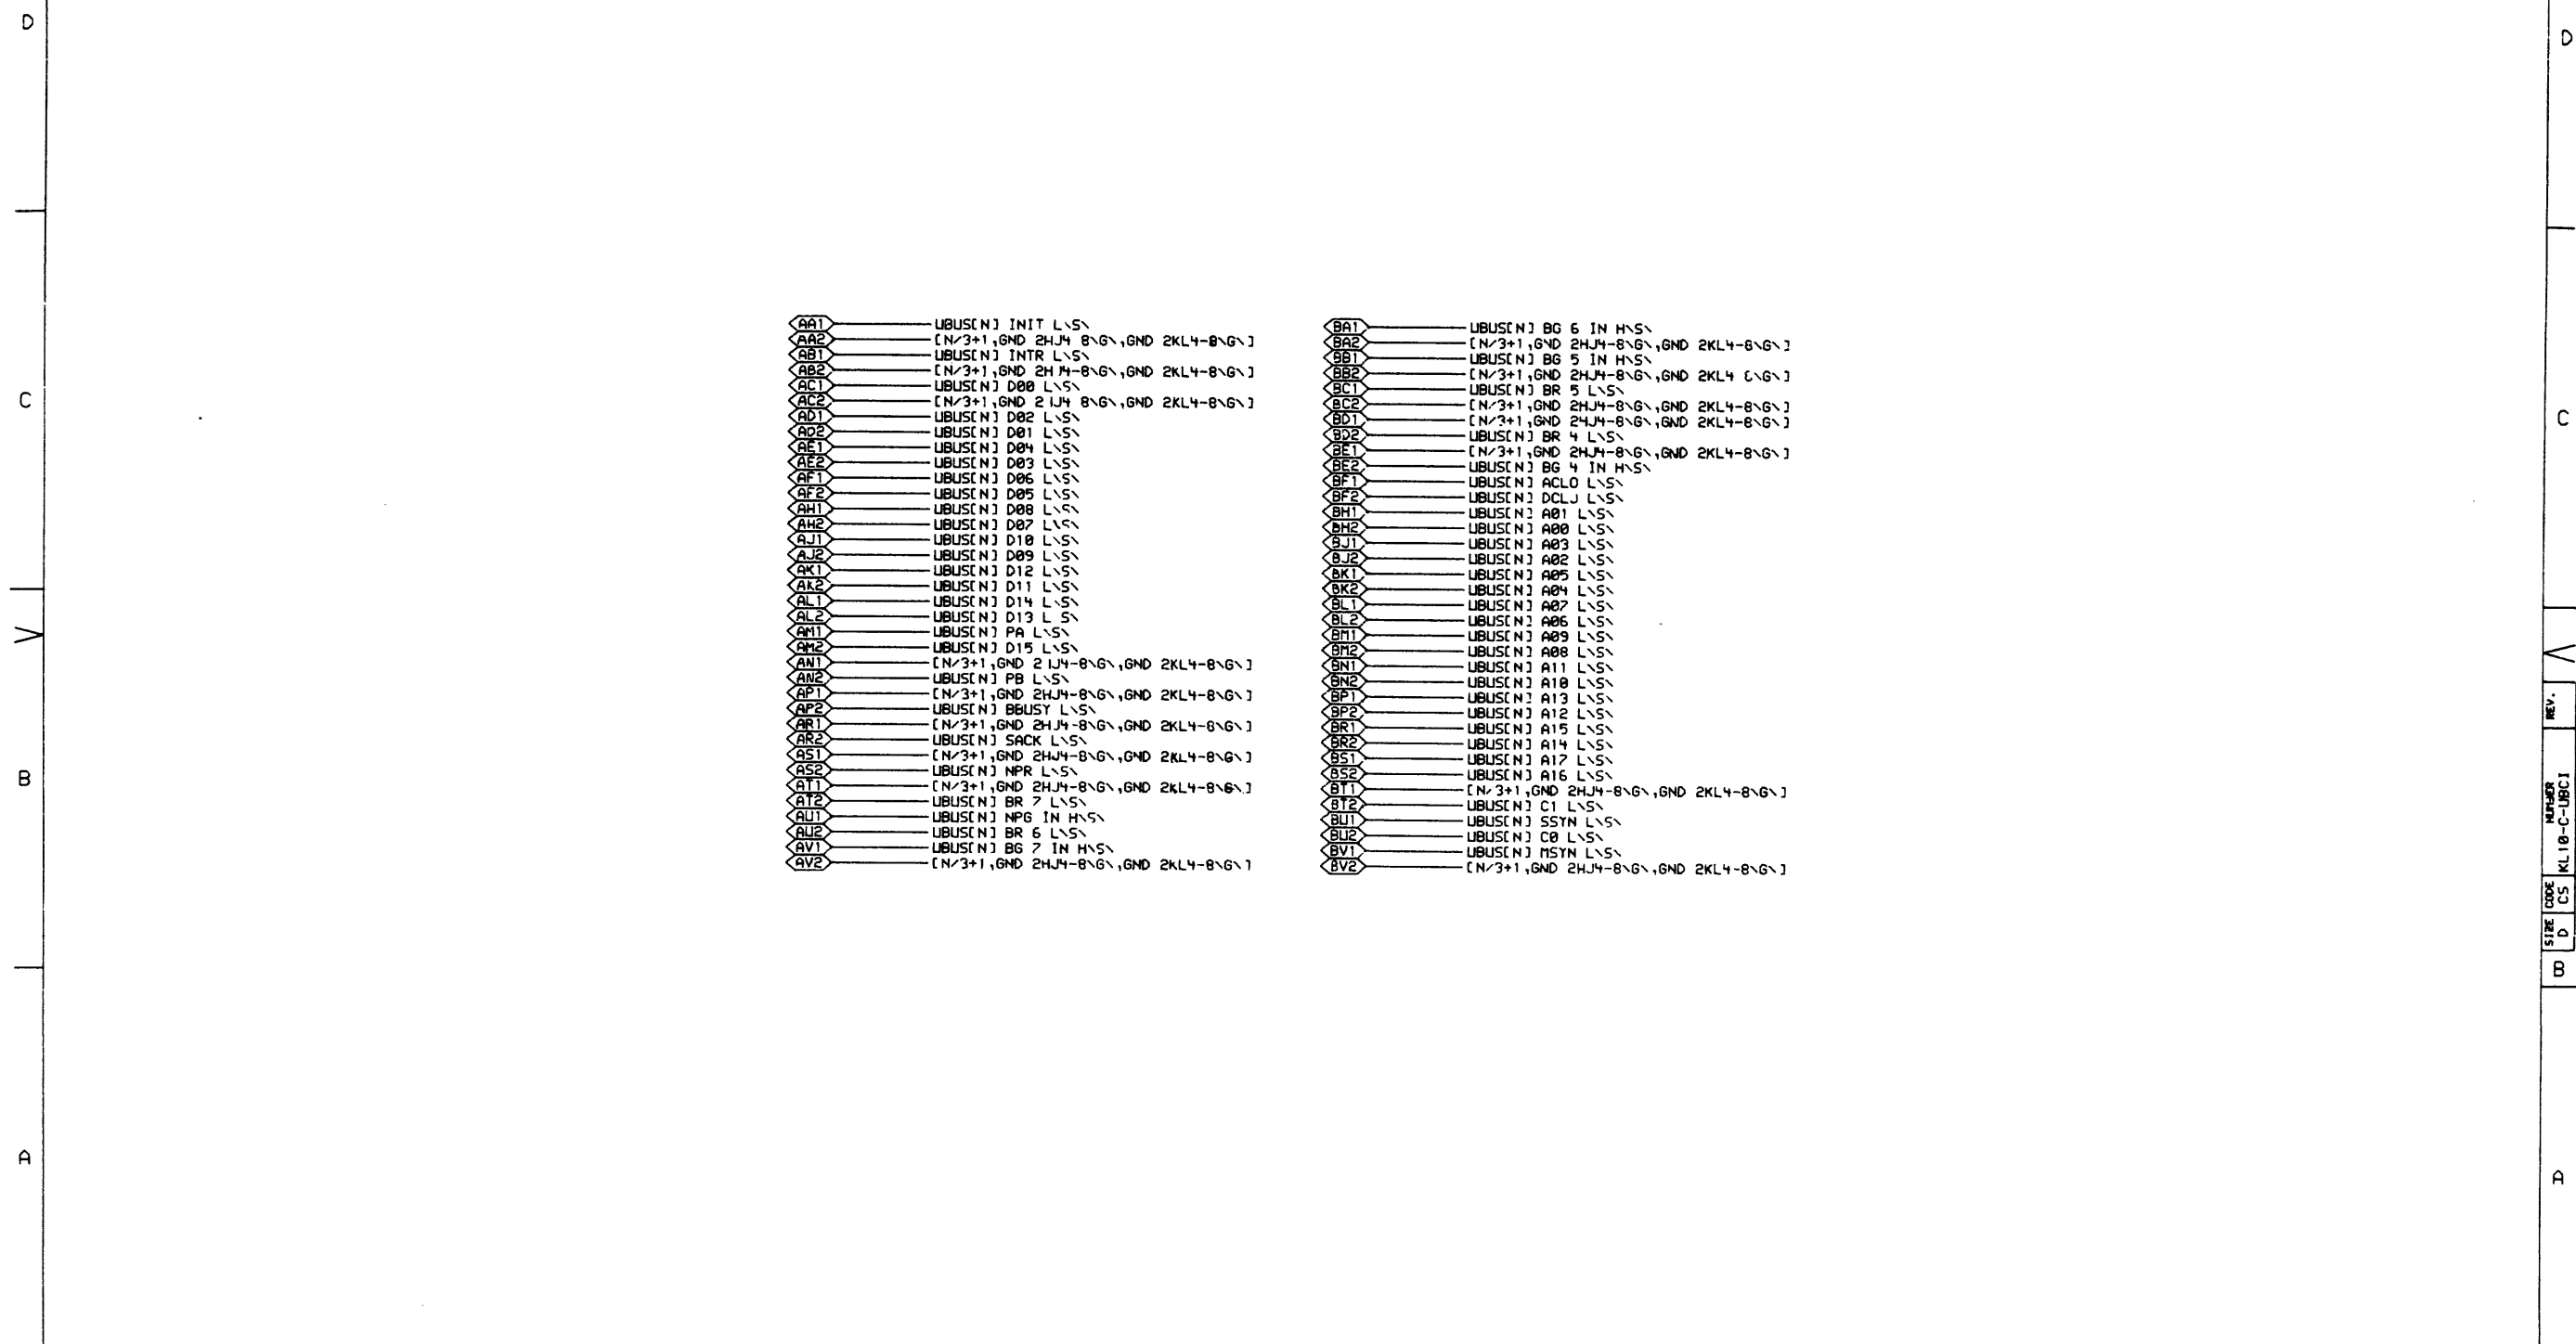 D
D
AA1 UBUS[N] INIT L\S\
AA2 [N/3+1,GND 2HJ4 8\G\,GND 2KL4-8\G\]
AB1 UBUS[N] INTR L\S\
AB2 [N/3+1,GND 2H J4-8\G\,GND 2KL4-8\G\]
AC1 UBUS[N] D00 L\S\
AC2 [N/3+1,GND 2 IJ4 8\G\,GND 2KL4-8\G\]
AD1 UBUS[N] D02 L\S\
AD2 UBUS[N] D01 L\S\
AE1 UBUS[N] D04 L\S\
AE2 UBUS[N] D03 L\S\
AF1 UBUS[N] D06 L\S\
AF2 UBUS[N] D05 L\S\
AH1 UBUS[N] D08 L\S\
AH2 UBUS[N] D07 L\S\
AJ1 UBUS[N] D10 L\S\
AJ2 UBUS[N] D09 L\S\
AK1 UBUS[N] D12 L\S\
AK2 UBUS[N] D11 L\S\
AL1 UBUS[N] D14 L\S\
AL2 UBUS[N] D13 L S\
AM1 UBUS[N] PA L\S\
AM2 UBUS[N] D15 L\S\
AN1 [N/3+1,GND 2 IJ4-8\G\,GND 2KL4-8\G\]
AN2 UBUS[N] PB L\S\
AP1 [N/3+1,GND 2HJ4-8\G\,GND 2KL4-8\G\]
AP2 UBUS[N] BBUSY L\S\
AR1 [N/3+1,GND 2HJ4-8\G\,GND 2KL4-8\G\]
AR2 UBUS[N] SACK L\S\
AS1 [N/3+1,GND 2HJ4-8\G\,GND 2KL4-8\G\]
AS2 UBUS[N] NPR L\S\
AT1 [N/3+1,GND 2HJ4-8\G\,GND 2KL4-8\G\]
AT2 UBUS[N] BR 7 L\S\
AU1 UBUS[N] NPG IN H\S\
AU2 UBUS[N] BR 6 L\S\
AV1 UBUS[N] BG 7 IN H\S\
AV2 [N/3+1,GND 2HJ4-8\G\,GND 2KL4-8\G\]
BA1 UBUS[N] BG 6 IN H\S\
BA2 [N/3+1,GND 2HJ4-8\G\,GND 2KL4-8\G\]
BB1 UBUS[N] BG 5 IN H\S\
BB2 [N/3+1,GND 2HJ4-8\G\,GND 2KL4 8\G\]
BC1 UBUS[N] BR 5 L\S\
BC2 [N/3+1,GND 2HJ4-8\G\,GND 2KL4-8\G\]
BD1 [N/3+1,GND 2HJ4-8\G\,GND 2KL4-8\G\]
BD2 UBUS[N] BR 4 L\S\
BE1 [N/3+1,GND 2HJ4-8\G\,GND 2KL4-8\G\]
BE2 UBUS[N] BG 4 IN H\S\
BF1 UBUS[N] ACLO L\S\
BF2 UBUS[N] DCLJ L\S\
BH1 UBUS[N] A01 L\S\
BH2 UBUS[N] A00 L\S\
BJ1 UBUS[N] A03 L\S\
BJ2 UBUS[N] A02 L\S\
BK1 UBUS[N] A05 L\S\
BK2 UBUS[N] A04 L\S\
BL1 UBUS[N] A07 L\S\
BL2 UBUS[N] A06 L\S\
BM1 UBUS[N] A09 L\S\
BM2 UBUS[N] A08 L\S\
BN1 UBUS[N] A11 L\S\
BN2 UBUS[N] A10 L\S\
BP1 UBUS[N] A13 L\S\
BP2 UBUS[N] A12 L\S\
BR1 UBUS[N] A15 L\S\
BR2 UBUS[N] A14 L\S\
BS1 UBUS[N] A17 L\S\
BS2 UBUS[N] A16 L\S\
BT1 [N/3+1,GND 2HJ4-8\G\,GND 2KL4-8\G\]
BT2 UBUS[N] C1 L\S\
BU1 UBUS[N] SSYN L\S\
BU2 UBUS[N] C0 L\S\
BV1 UBUS[N] MSYN L\S\
BV2 [N/3+1,GND 2HJ4-8\G\,GND 2KL4-8\G\]
C
C
B
B
A
A
SIZE CODE NUMBER REV.
D CS KL10-C-UBCI